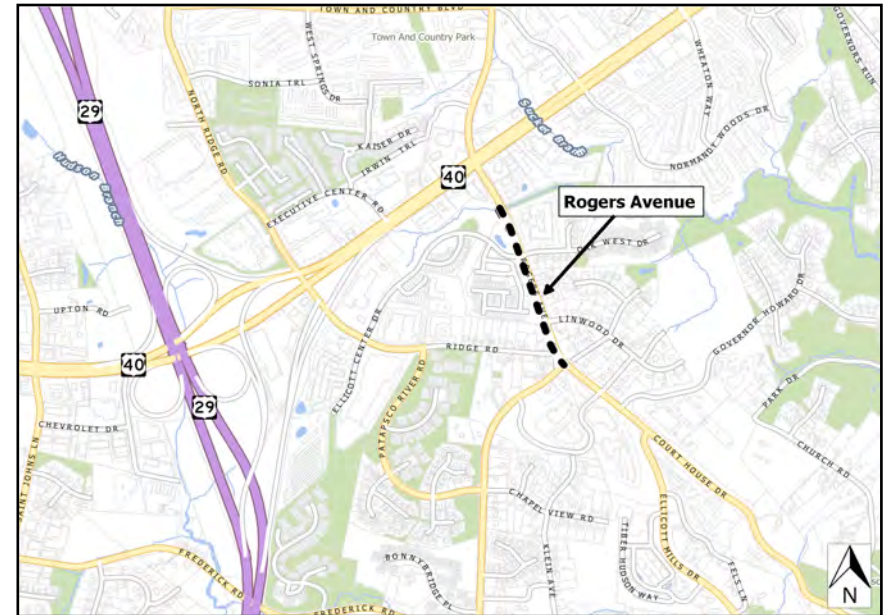 TOWN AND COUNTRY BLVD
Town And Country Park
WEST SPRINGS DR
SONIA TRL
GOVERNORS RUN
WHEATON WAY
29
NORTH RIDGE RD
Sucket Branch
KAISER DR
IRWIN TRL
NORMANDY WOODS DR
Hudson Branch
40
EXECUTIVE CENTER RD
Rogers Avenue
WEST DR
UPTON RD
LINWOOD DR
GOVERNOR HOWARD DR
ELLICOTT CENTER DR
RIDGE RD
40
29
PARK DR
CHEVROLET DR
PATAPSCO RIVER RD
SAINT JOHNS LN
COURT HOUSE DR
CHURCH RD
CHAPEL VIEW RD
ELLICOTT MILLS DR
KLEIN AVE
TIBER HUDSON WAY
FELS LN
FREDERICK RD
BONNYBRIDGE PL
FREDERICK RD
N